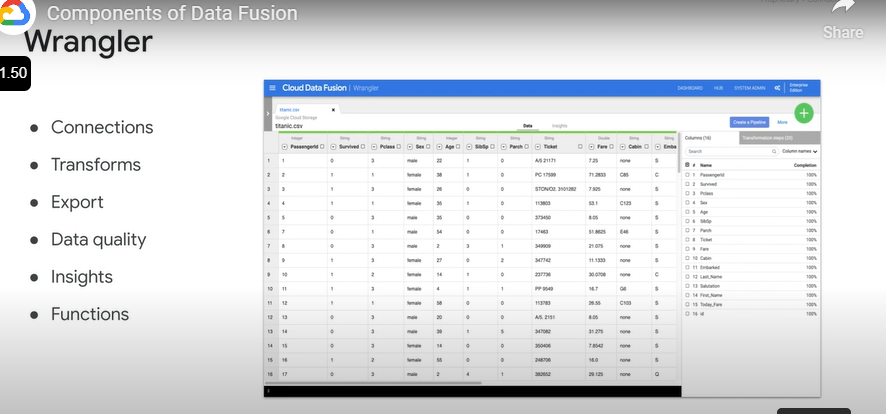 Components of Data Fusion
Share
Wrangler
1.50
Connections
Transforms
Export
Data quality
Insights
Functions
Cloud Data Fusion | Wrangler
DASHBOARD HUB SYSTEM ADMIN Enterprise Edition
titanic.csv x
Google Cloud Storage
titanic.csv
Data Insights
Create a Pipeline More
Columns (16) Transformation steps (23)
Search Column names
# Name Completion
1 PassengerId 100%
2 Survived 100%
3 Pclass 100%
4 Sex 100%
5 Age 100%
6 SibSp 100%
7 Parch 100%
8 Ticket 100%
9 Fare 100%
10 Cabin 100%
11 Embarked 100%
12 Last_Name 100%
13 Salutation 100%
14 First_Name 100%
15 Today_Fare 100%
16 id 100%
Integer String String String Integer String String String Double String String
PassengerId Survived Pclass Sex Age SibSp Parch Ticket Fare Cabin Emba
1 1 0 3 male 22 1 0 A/5 21171 7.25 none S
2 2 1 1 female 38 1 0 PC 17599 71.2833 C85 C
3 3 1 3 female 26 0 0 STON/O2. 3101282 7.925 none S
4 4 1 1 female 35 1 0 113803 53.1 C123 S
5 5 0 3 male 35 0 0 373450 8.05 none S
6 7 0 1 male 54 0 0 17463 51.8625 E46 S
7 8 0 3 male 2 3 1 349909 21.075 none S
8 9 1 3 female 27 0 2 347742 11.1333 none S
9 10 1 2 female 14 1 0 237736 30.0708 none C
10 11 1 3 female 4 1 1 PP 9549 16.7 G6 S
11 12 1 1 female 58 0 0 113783 26.55 C103 S
12 13 0 3 male 20 0 0 A/5. 2151 8.05 none S
13 14 0 3 male 39 1 5 347082 31.275 none S
14 15 0 3 female 14 0 0 350406 7.8542 none S
15 16 1 2 female 55 0 0 248706 16.0 none S
16 17 0 3 male 2 4 1 382652 29.125 none Q